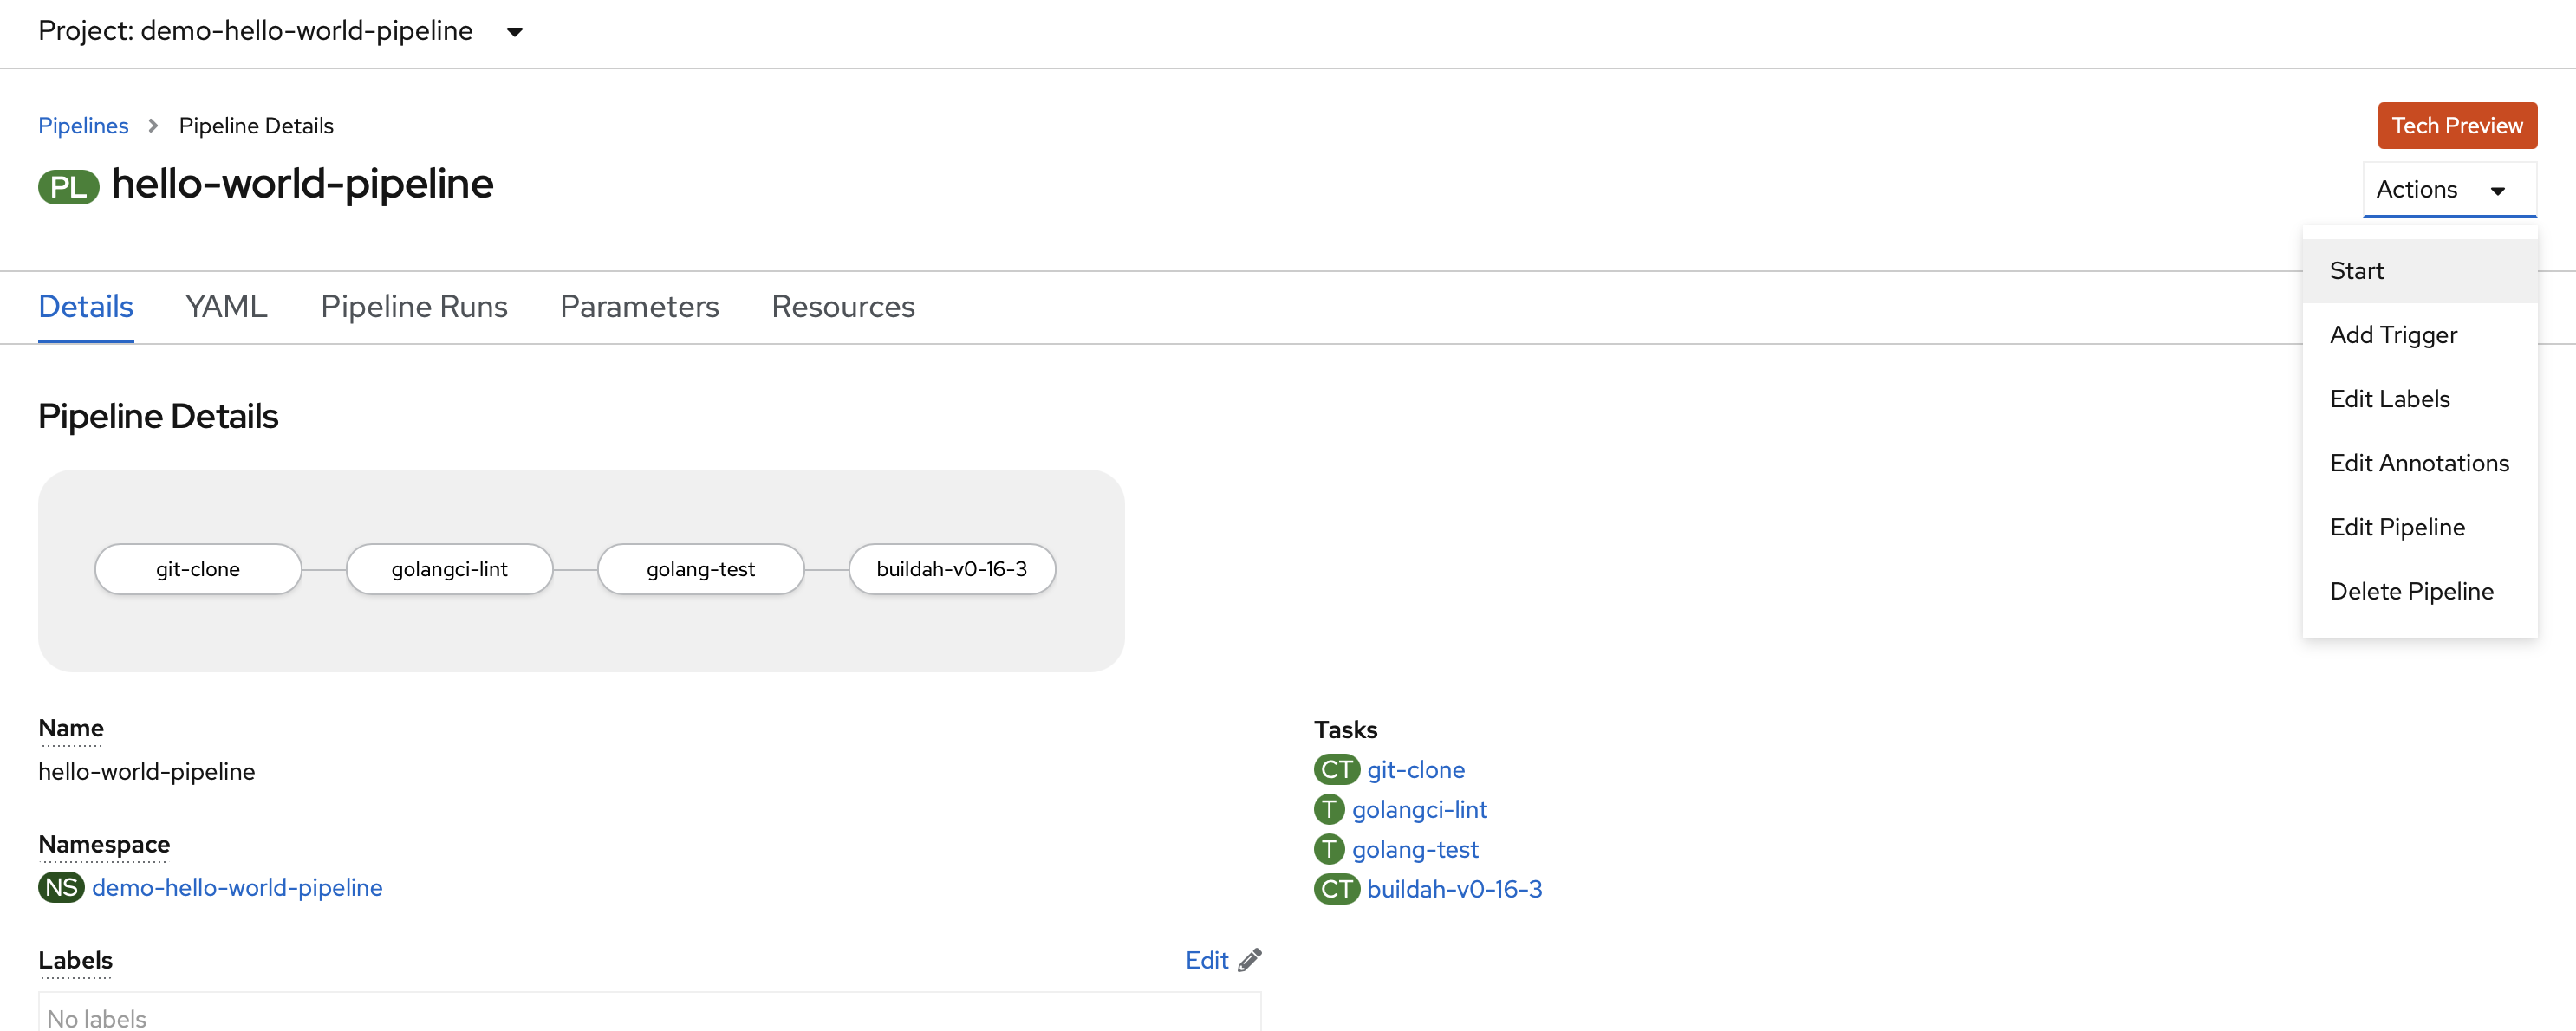 Project: demo-hello-world-pipeline
Pipelines > Pipeline Details
Tech Preview
PL hello-world-pipeline
Actions
Start
Add Trigger
Edit Labels
Edit Annotations
Edit Pipeline
Delete Pipeline
Details YAML Pipeline Runs Parameters Resources
Pipeline Details
git-clone golangci-lint golang-test buildah-v0-16-3
Name
hello-world-pipeline
Namespace
NS demo-hello-world-pipeline
Labels
Edit
No labels
Tasks
CT git-clone
T golangci-lint
T golang-test
CT buildah-v0-16-3